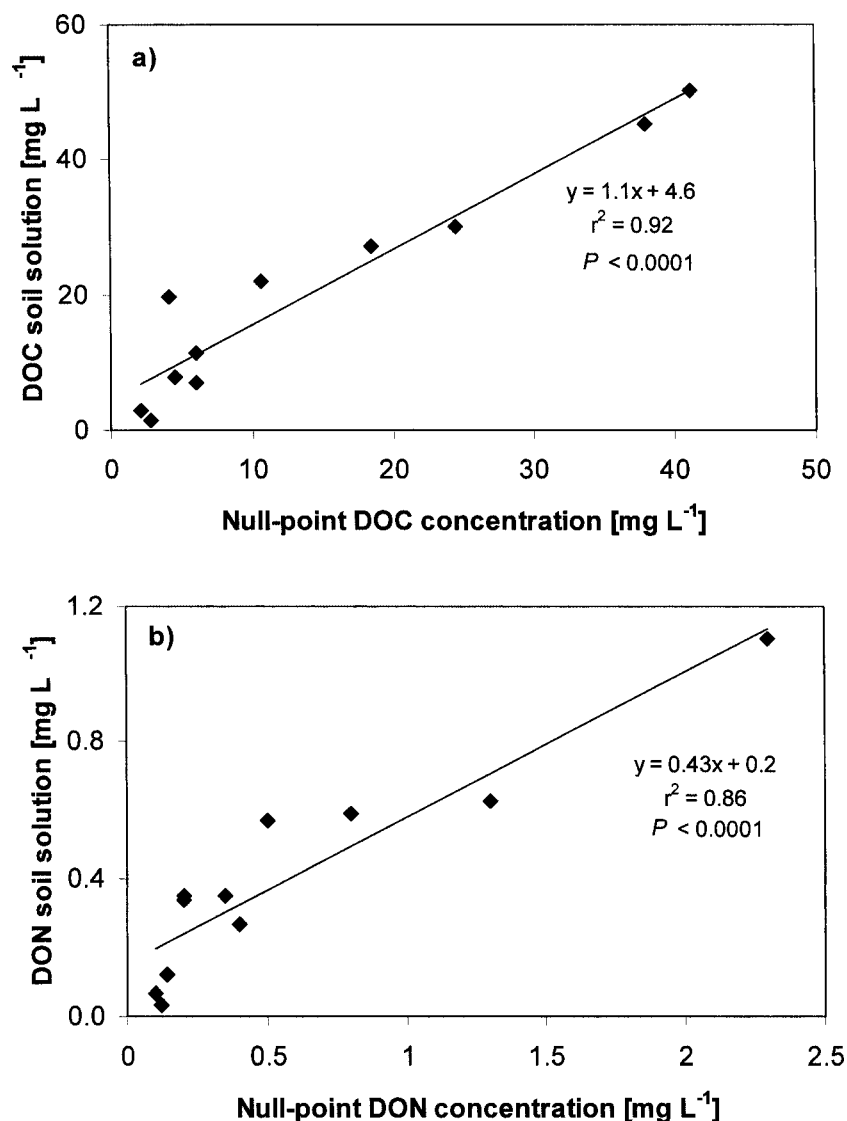 a)
DOC soil solution [mg L⁻¹]
60
40
20
0
y = 1.1x + 4.6
r² = 0.92
P < 0.0001
0 10 20 30 40 50
Null-point DOC concentration [mg L⁻¹]
b)
DON soil solution [mg L⁻¹]
1.2
0.8
0.4
0.0
y = 0.43x + 0.2
r² = 0.86
P < 0.0001
0 0.5 1 1.5 2 2.5
Null-point DON concentration [mg L⁻¹]